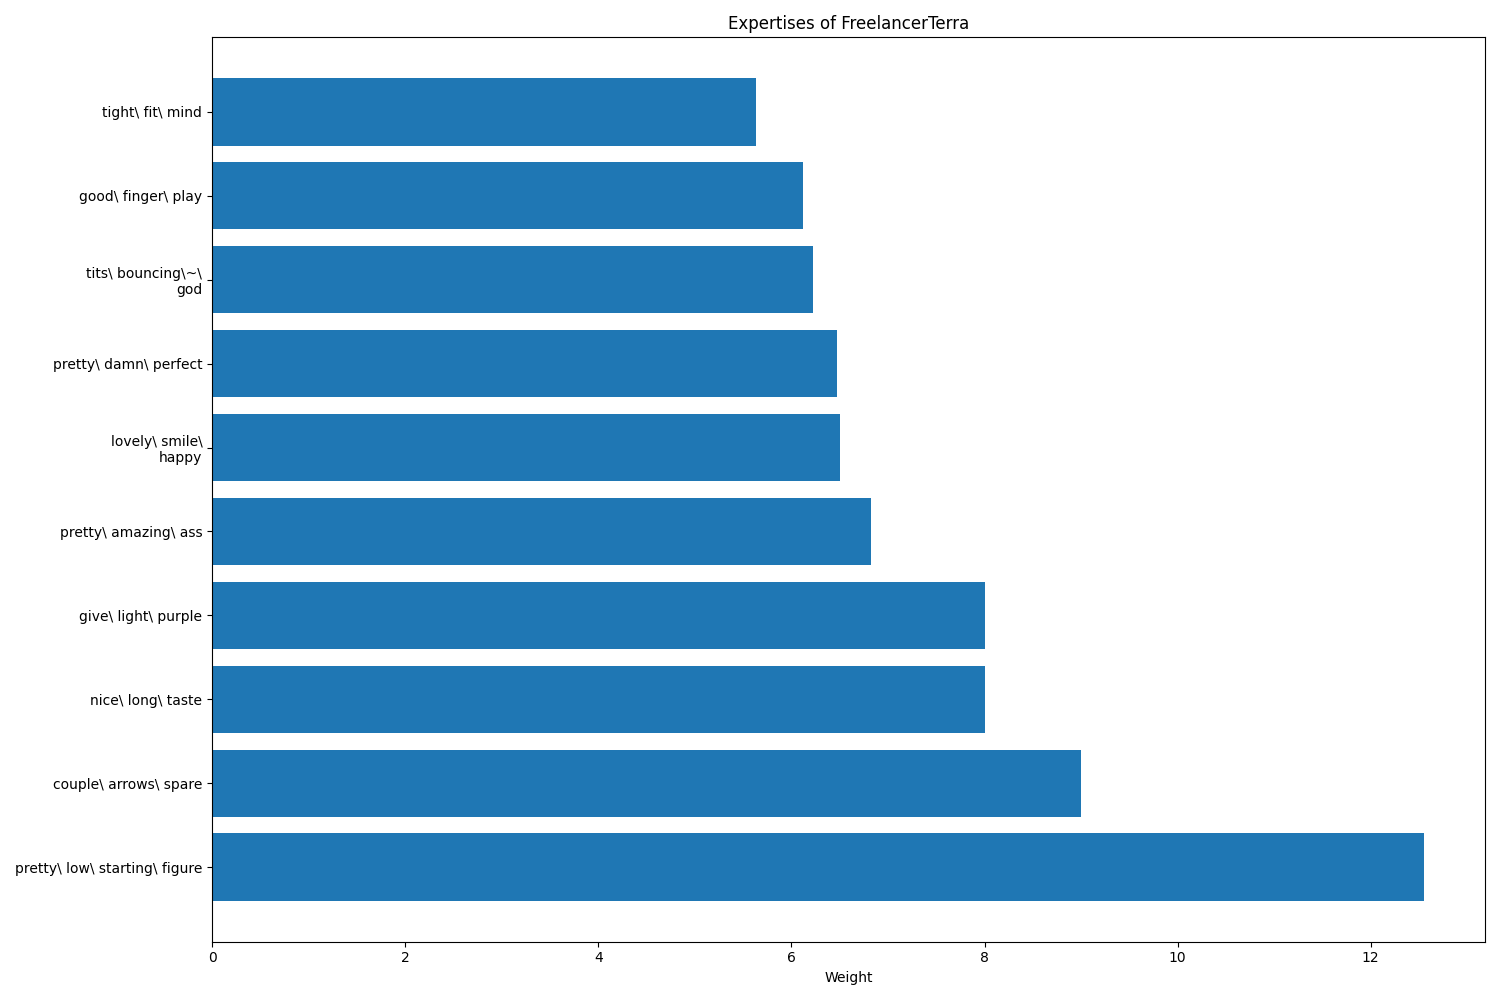 Expertises of FreelancerTerra
tight\ fit\ mind
good\ finger\ play
tits\ bouncing\~\
god
pretty\ damn\ perfect
lovely\ smile\
happy
pretty\ amazing\ ass
give\ light\ purple
nice\ long\ taste
couple\ arrows\ spare
pretty\ low\ starting\ figure
0 2 4 6 8 10 12
Weight